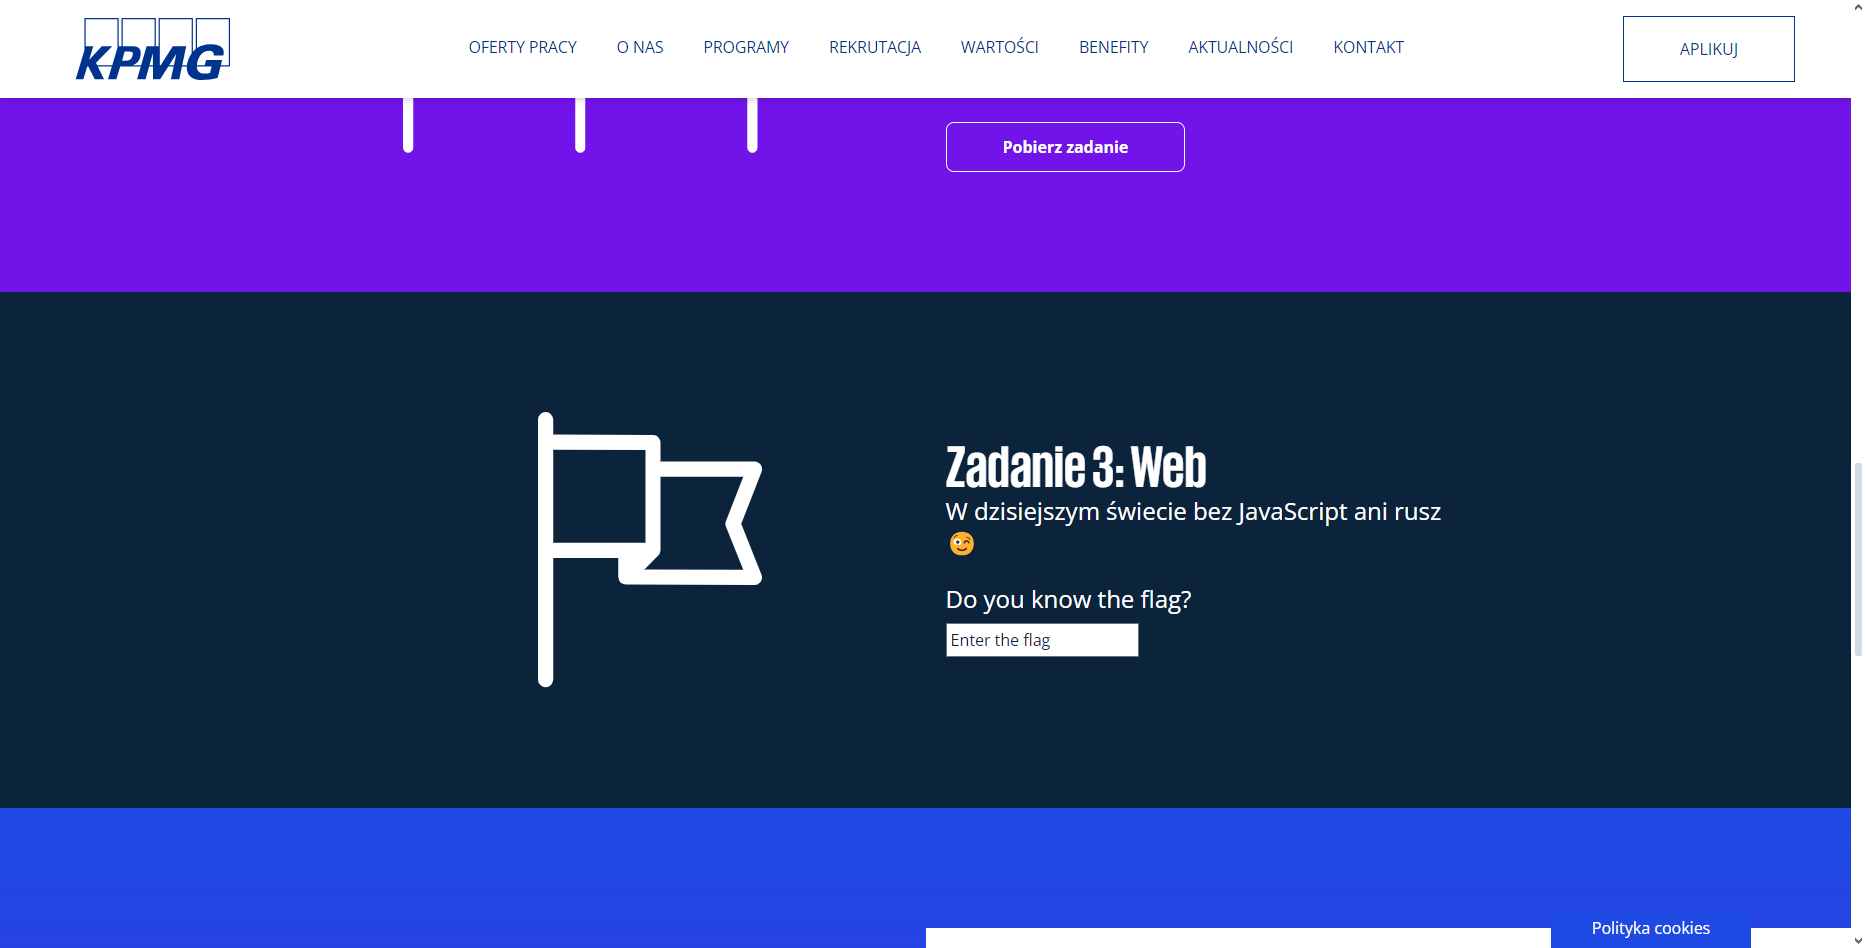 KPMG
OFERTY PRACY
O NAS
PROGRAMY
REKRUTACJA
WARTOŚCI
BENEFITY
AKTUALNOŚCI
KONTAKT
APLIKUJ
Pobierz zadanie
Zadanie 3: Web
W dzisiejszym świecie bez JavaScript ani rusz
😉
Do you know the flag?
Enter the flag
Polityka cookies